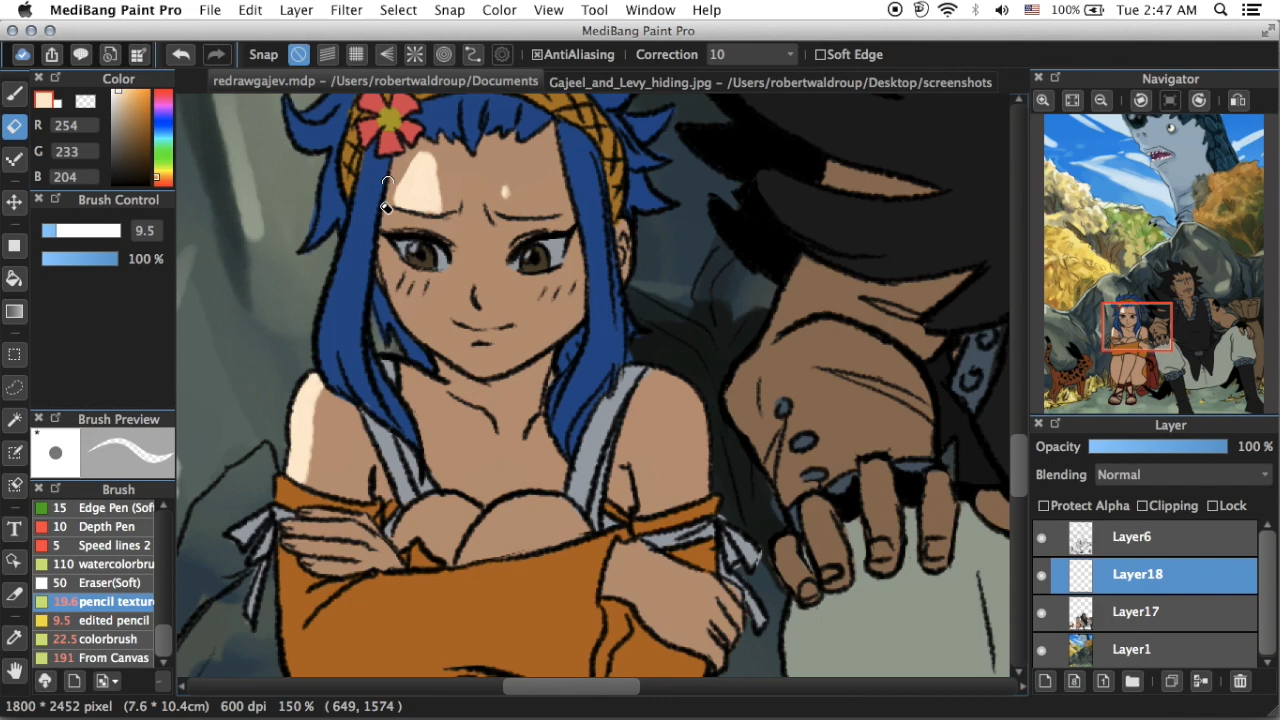 MediBang Paint Pro File Edit Layer Filter Select Snap Color View Tool Window Help 100% Tue 2:47 AM
MediBang Paint Pro
Snap AntiAliasing Correction 10 Soft Edge
Color
redrawgajev.mdp – /Users/robertwaldroup/Documents Gajeel_and_Levy_hiding.jpg – /Users/robertwaldroup/Desktop/screenshots
Navigator
R 254
G 233
B 204
Brush Control
9.5
100 %
Brush Preview
*
Brush
15 Edge Pen (Sof
10 Depth Pen
5 Speed lines 2
110 watercolorbru
50 Eraser(Soft)
19.6 pencil textur
9.5 edited pencil
22.5 colorbrush
191 From Canvas
Layer
Opacity 100 %
Blending Normal
Protect Alpha Clipping Lock
Layer6
Layer18
Layer17
Layer1
1800 * 2452 pixel (7.6 * 10.4cm) 600 dpi 150 % ( 649, 1574 )